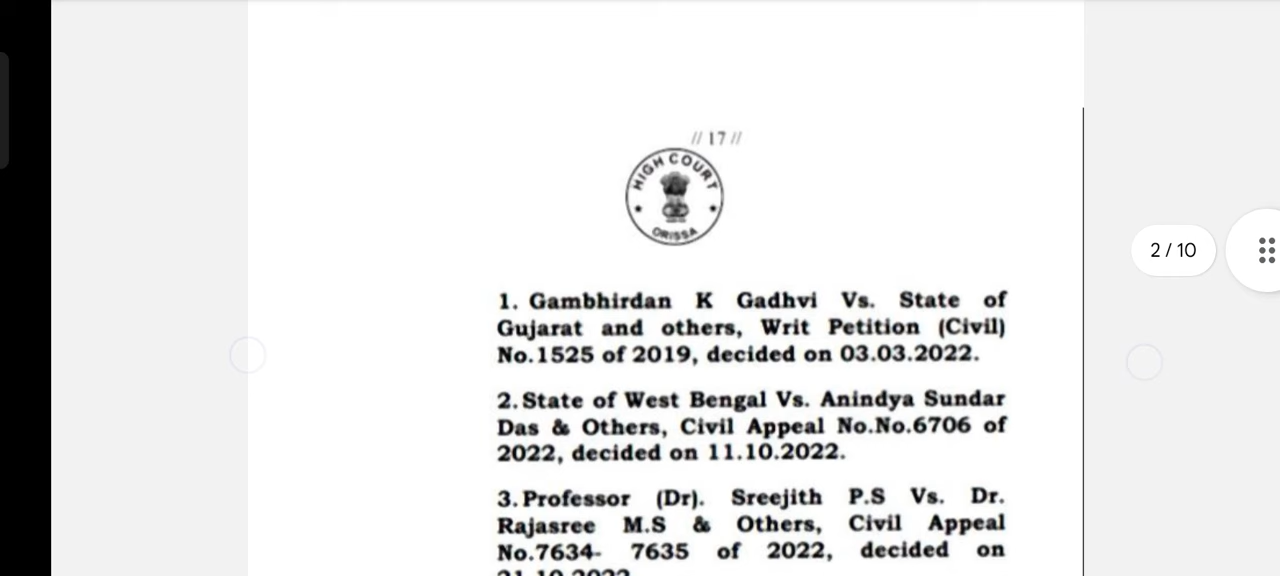 // 17 //
HIGH COURT
ORISSA
1. Gambhirdan K Gadhvi Vs. State of
Gujarat and others, Writ Petition (Civil)
No.1525 of 2019, decided on 03.03.2022.
2. State of West Bengal Vs. Anindya Sundar
Das & Others, Civil Appeal No.No.6706 of
2022, decided on 11.10.2022.
3. Professor (Dr). Sreejith P.S Vs. Dr.
Rajasree M.S & Others, Civil Appeal
No.7634- 7635 of 2022, decided on
2 / 10